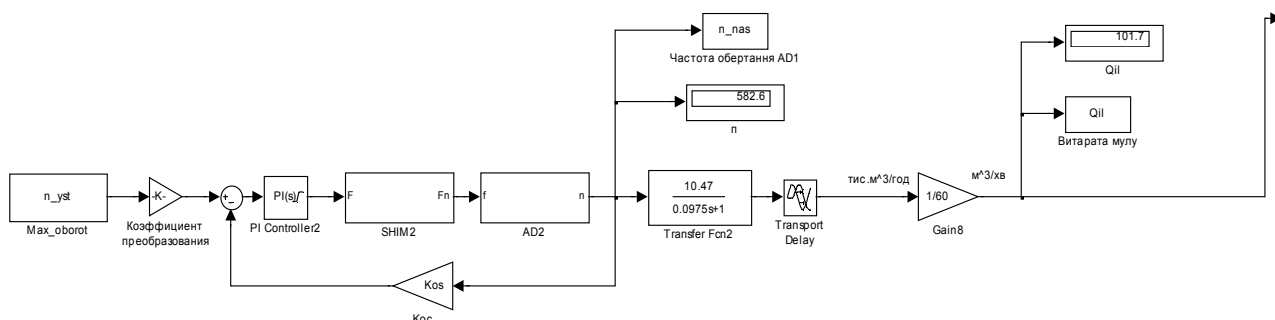 n_nas
Частота обертання AD1
582.6
п
101.7
Qil
Qil
Витарата мулу
n_yst
Max_oborot
-K-
Коэффициент
преобразования
+
_
PI(s)
PI Controller2
F
Fn
SHIM2
f
n
AD2
10.47
0.0975s+1
Transfer Fcn2
Transport
Delay
тис.м^3/год
1/60
Gain8
м^3/хв
Kos
Кос